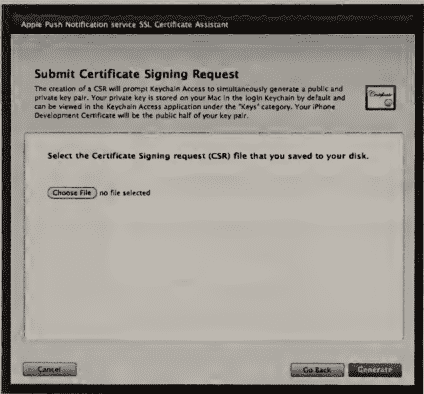 Apple Push Notification service SSL Certificate Assistant
Submit Certificate Signing Request
The creation of a CSR will prompt Keychain Access to simultaneously generate a public and
private key pair. Your private key is stored on your Mac in the login Keychain by default and
can be viewed in the Keychain Access application under the "Keys" category. Your iPhone
Development Certificate will be the public half of your key pair.
Certificate
Select the Certificate Signing request (CSR) file that you saved to your disk.
Choose File no file selected
Cancel
Go Back
Generate